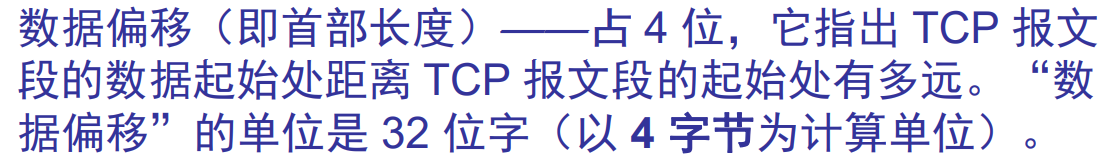 数据偏移（即首部长度）——占 4 位，它指出 TCP 报文
段的数据起始处距离 TCP 报文段的起始处有多远。“数
据偏移”的单位是 32 位字（以 4 字节为计算单位）。